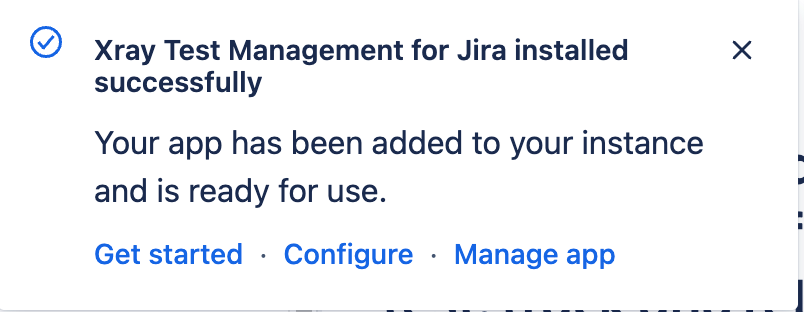 Xray Test Management for Jira installed
successfully
Your app has been added to your instance
and is ready for use.
Get started · Configure · Manage app